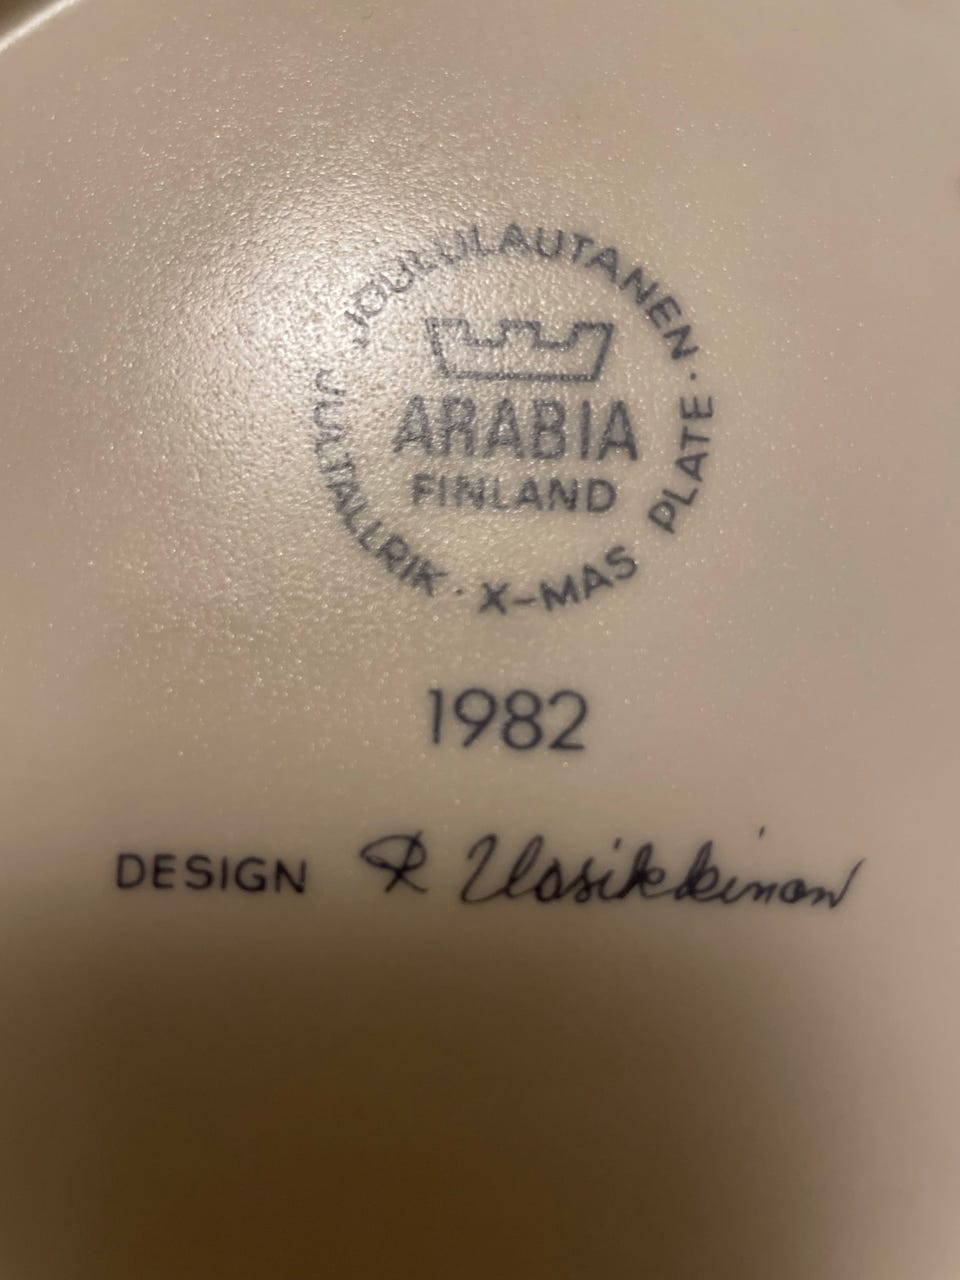 JOULULAUTANEN · JULTALLRIK · X-MAS PLATE ·
ARABIA
FINLAND
1982
DESIGN R Uosikkinen